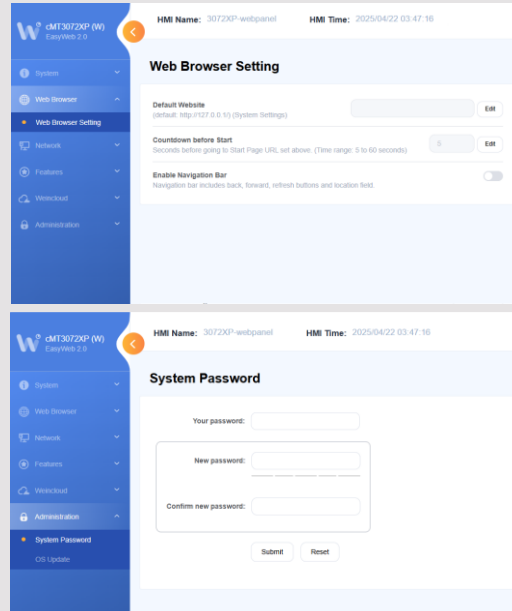 cMT3072XP (W)
EasyWeb 2.0
HMI Name: 3072XP-webpanel HMI Time: 2025/04/22 03:47:16
System
Web Browser
Web Browser Setting
Network
Features
Weincloud
Administration
Web Browser Setting
Default Website
(default: http://127.0.0.1/) (System Settings)
Edit
Countdown before Start
Seconds before going to Start Page URL set above. (Time range: 5 to 60 seconds)
5
Edit
Enable Navigation Bar
Navigation bar includes back, forward, refresh buttons and location field.
cMT3072XP (W)
EasyWeb 2.0
HMI Name: 3072XP-webpanel HMI Time: 2025/04/22 03:47:16
System
Web Browser
Network
Features
Weincloud
Administration
System Password
OS Update
System Password
Your password:
New password:
Confirm new password:
Submit Reset